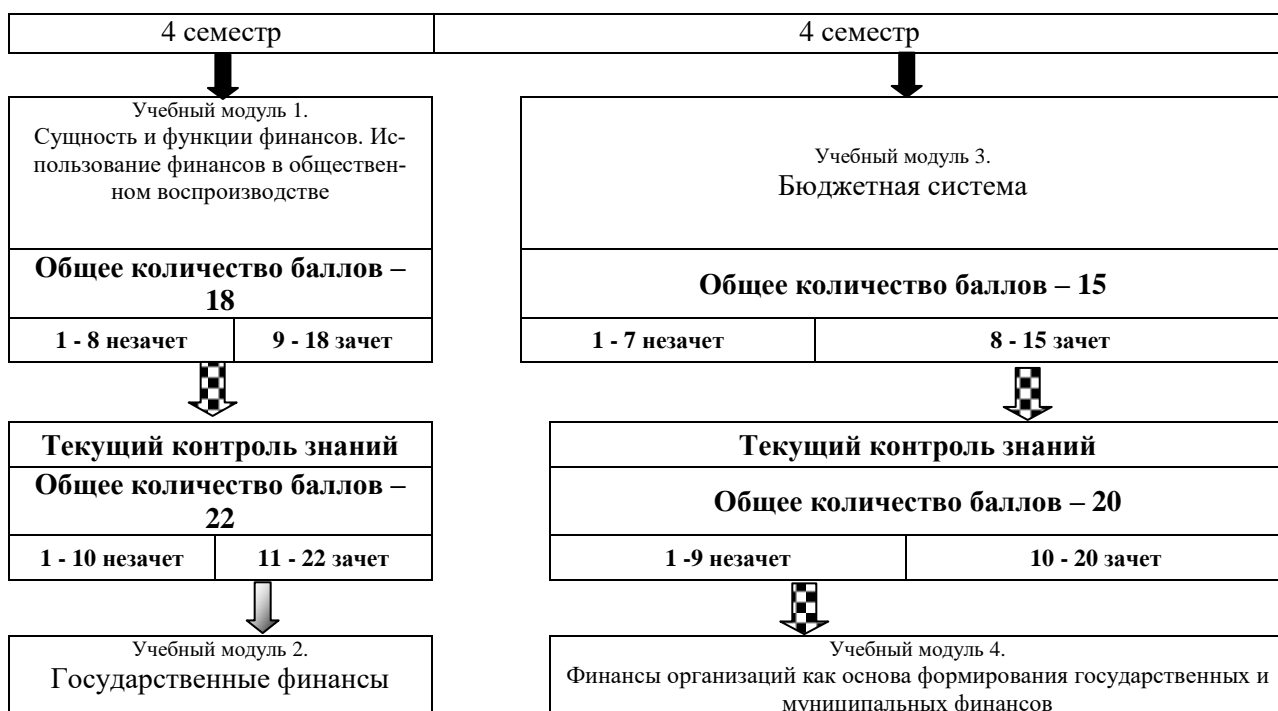 4 семестр
4 семестр
Учебный модуль 1.
Сущность и функции финансов. Ис-
пользование финансов в обществен-
ном воспроизводстве
Общее количество баллов –
18
1 - 8 незачет
9 - 18 зачет
Текущий контроль знаний
Общее количество баллов –
22
1 - 10 незачет
11 - 22 зачет
Учебный модуль 2.
Государственные финансы
Учебный модуль 3.
Бюджетная система
Общее количество баллов – 15
1 - 7 незачет
8 - 15 зачет
Текущий контроль знаний
Общее количество баллов – 20
1 -9 незачет
10 - 20 зачет
Учебный модуль 4.
Финансы организаций как основа формирования государственных и
муниципальных финансов